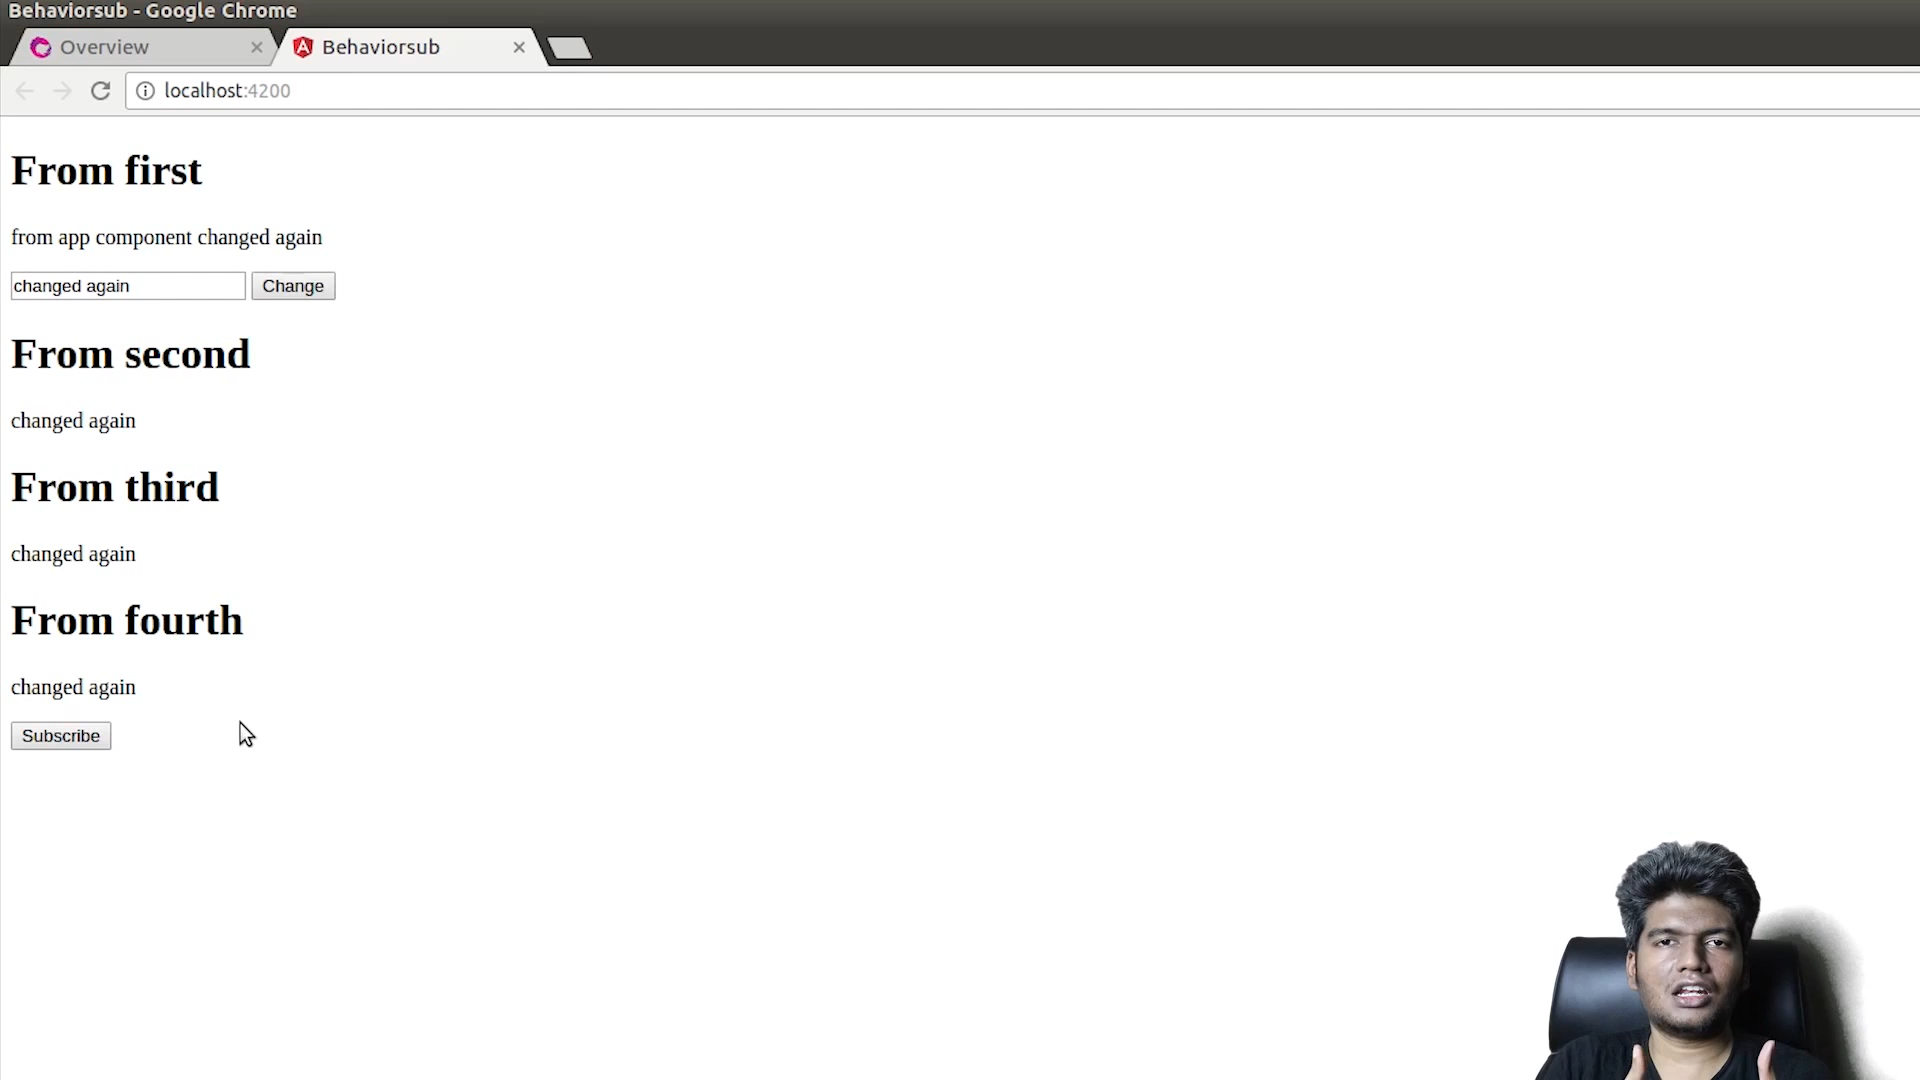 Behaviorsub - Google Chrome
Overview
Behaviorsub
localhost:4200
From first
from app component changed again
changed again
Change
From second
changed again
From third
changed again
From fourth
changed again
Subscribe